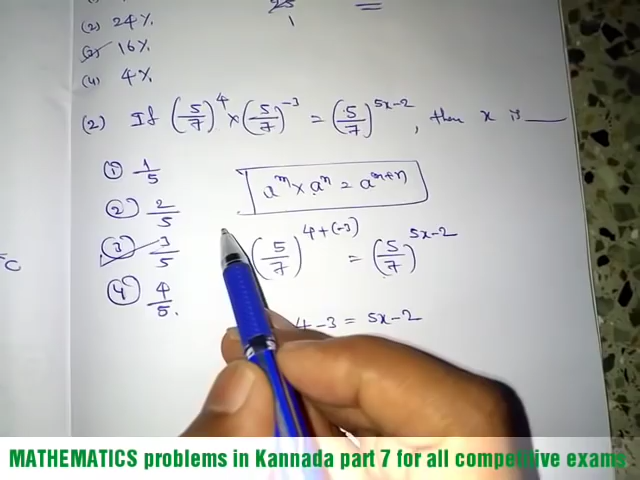 (2) 24%.
(3) 16%.
(4) 4%.
(2) If (5/7)^4 × (5/7)^-3 = (5/7)^5x-2, then x is ____
(1) 1/5
(2) 2/5
(3) 3/5
(4) 4/5.
a^m × a^n = a^m+n
(5/7)^4+(-3) = (5/7)^5x-2
4-3 = 5x-2
°C
MATHEMATICS problems in Kannada part 7 for all competitive exams